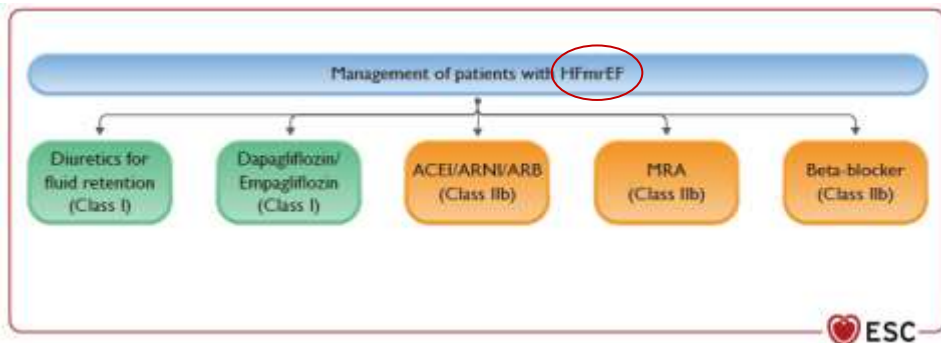 Management of patients with HFmrEF
Diuretics for
fluid retention
(Class I)
Dapagliflozin/
Empagliflozin
(Class I)
ACEI/ARNI/ARB
(Class IIb)
MRA
(Class IIb)
Beta-blocker
(Class IIb)
ESC